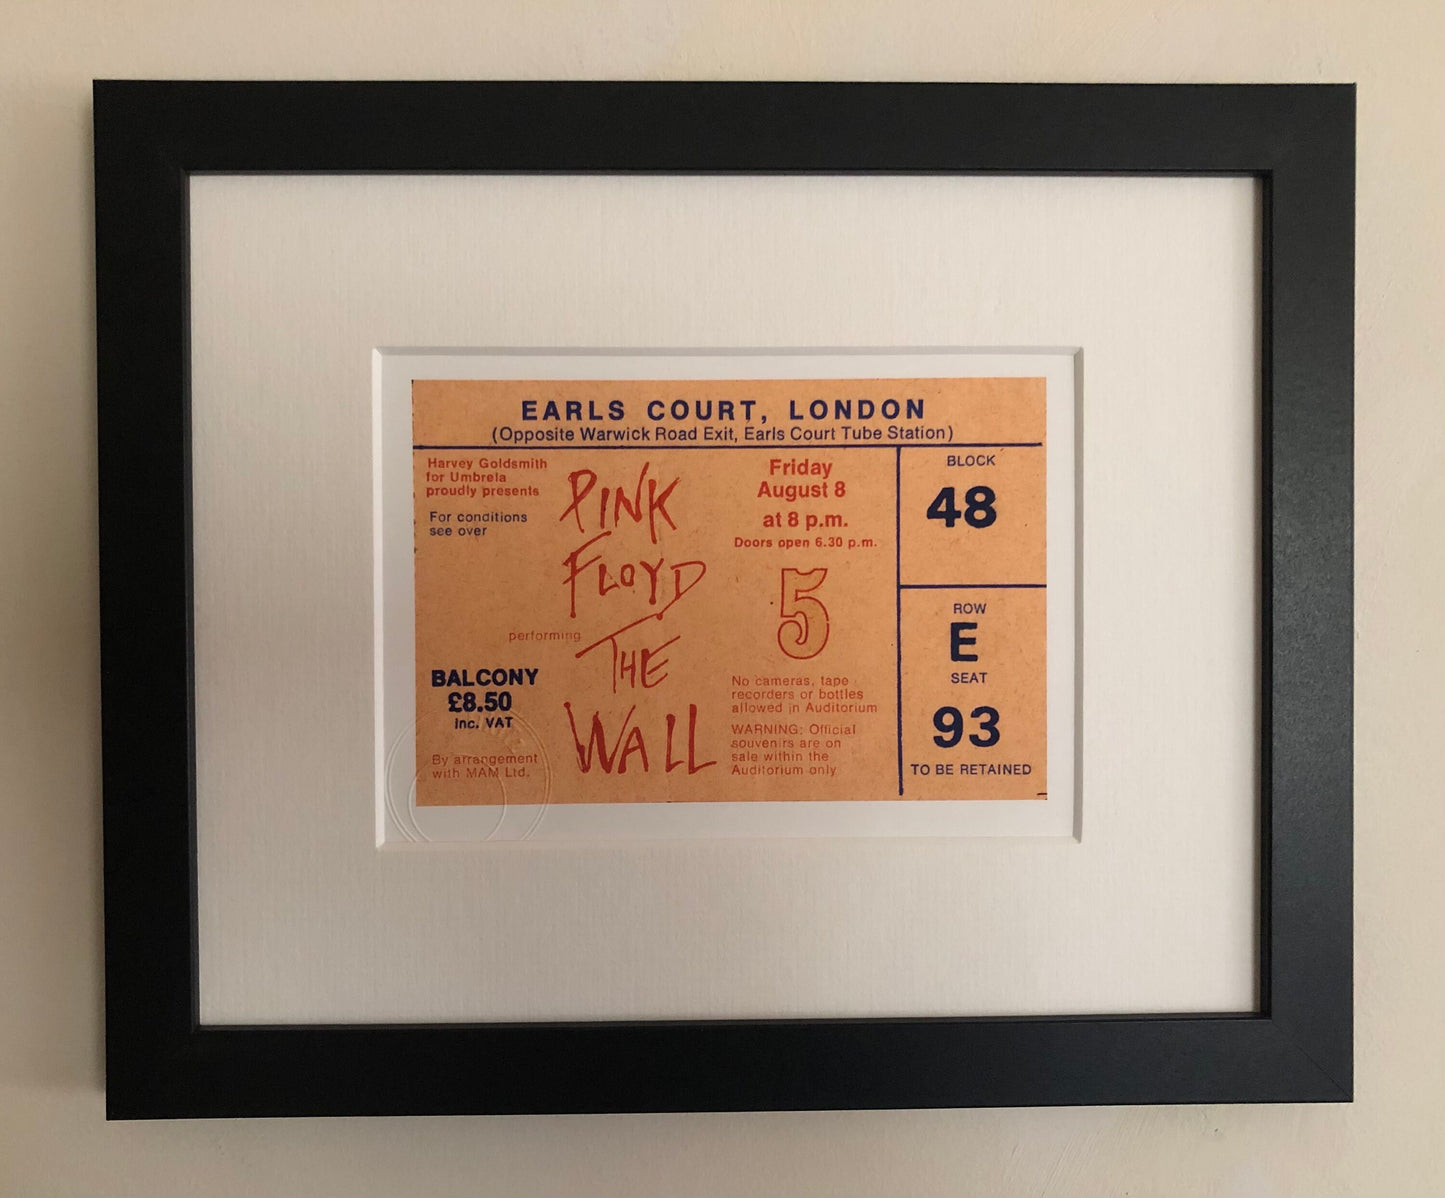 EARLS COURT, LONDON
(Opposite Warwick Road Exit, Earls Court Tube Station)
Harvey Goldsmith
for Umbrela
proudly presents
For conditions
see over
PINK
FLOYD
performing
THE
WALL
BALCONY
£8.50
Inc. VAT
By arrangement
with MAM Ltd.
Friday
August 8
at 8 p.m.
Doors open 6.30 p.m.
5
No cameras, tape
recorders or bottles
allowed in Auditorium
WARNING: Official
souvenirs are on
sale within the
Auditorium only
BLOCK
48
ROW
E
SEAT
93
TO BE RETAINED